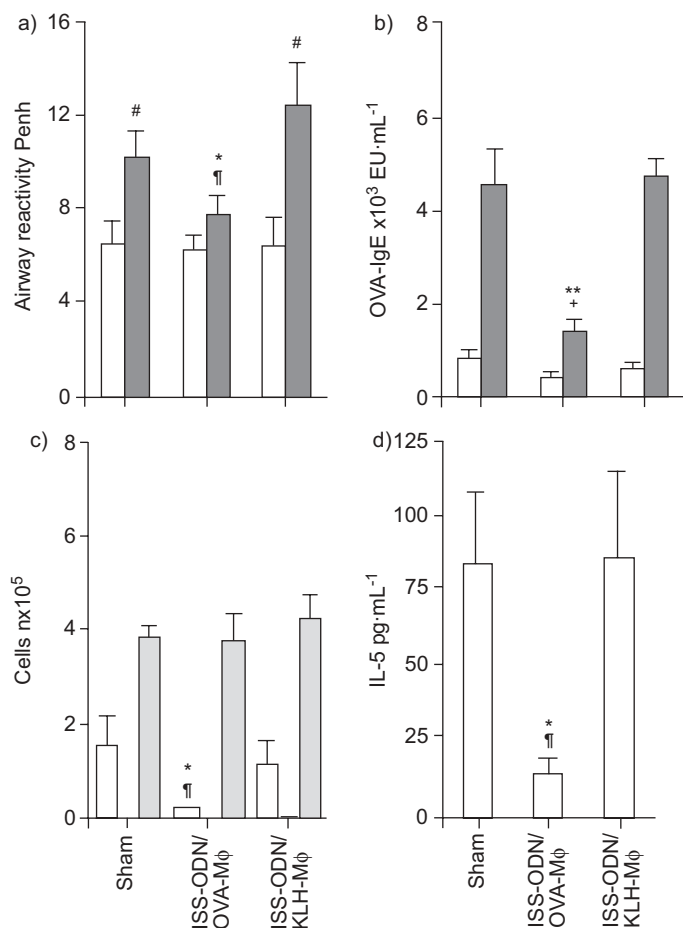 a)
16
12
8
4
0
Airway reactivity Penh
#
*
¶
#
b)
8
6
4
2
0
OVA-IgE x10³ EU·mL⁻¹
**
+
c)
8
6
4
2
0
Cells nx10⁵
*
¶
Sham
ISS-ODN/
OVA-Mϕ
ISS-ODN/
KLH-Mϕ
d)
125
100
75
50
25
0
IL-5 pg·mL⁻¹
*
¶
Sham
ISS-ODN/
OVA-Mϕ
ISS-ODN/
KLH-Mϕ